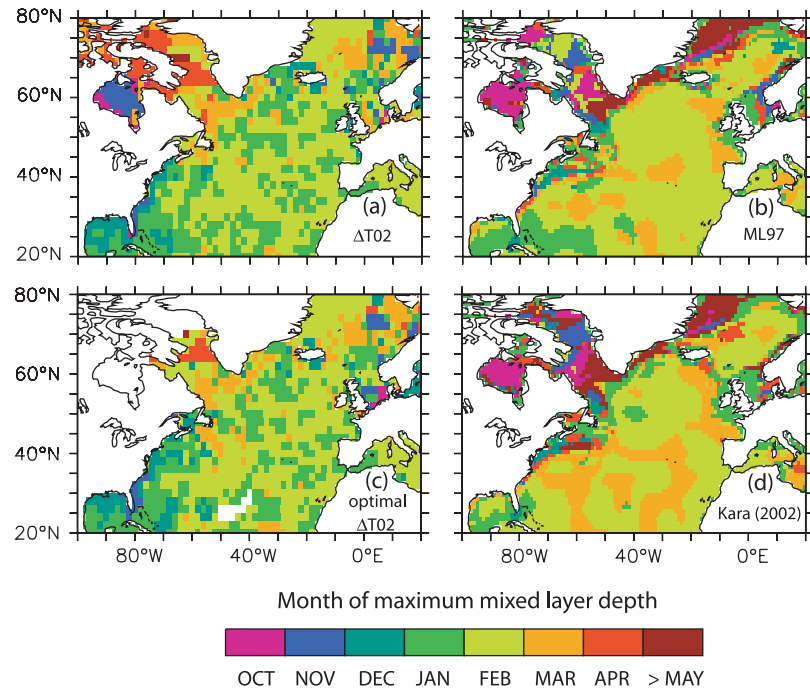 80°N
60°N
40°N
20°N
(a)
ΔT02
(b)
ML97
80°N
60°N
40°N
20°N
(c)
optimal
ΔT02
(d)
Kara (2002)
80°W 40°W 0°E
80°W 40°W 0°E
Month of maximum mixed layer depth
OCT NOV DEC JAN FEB MAR APR > MAY